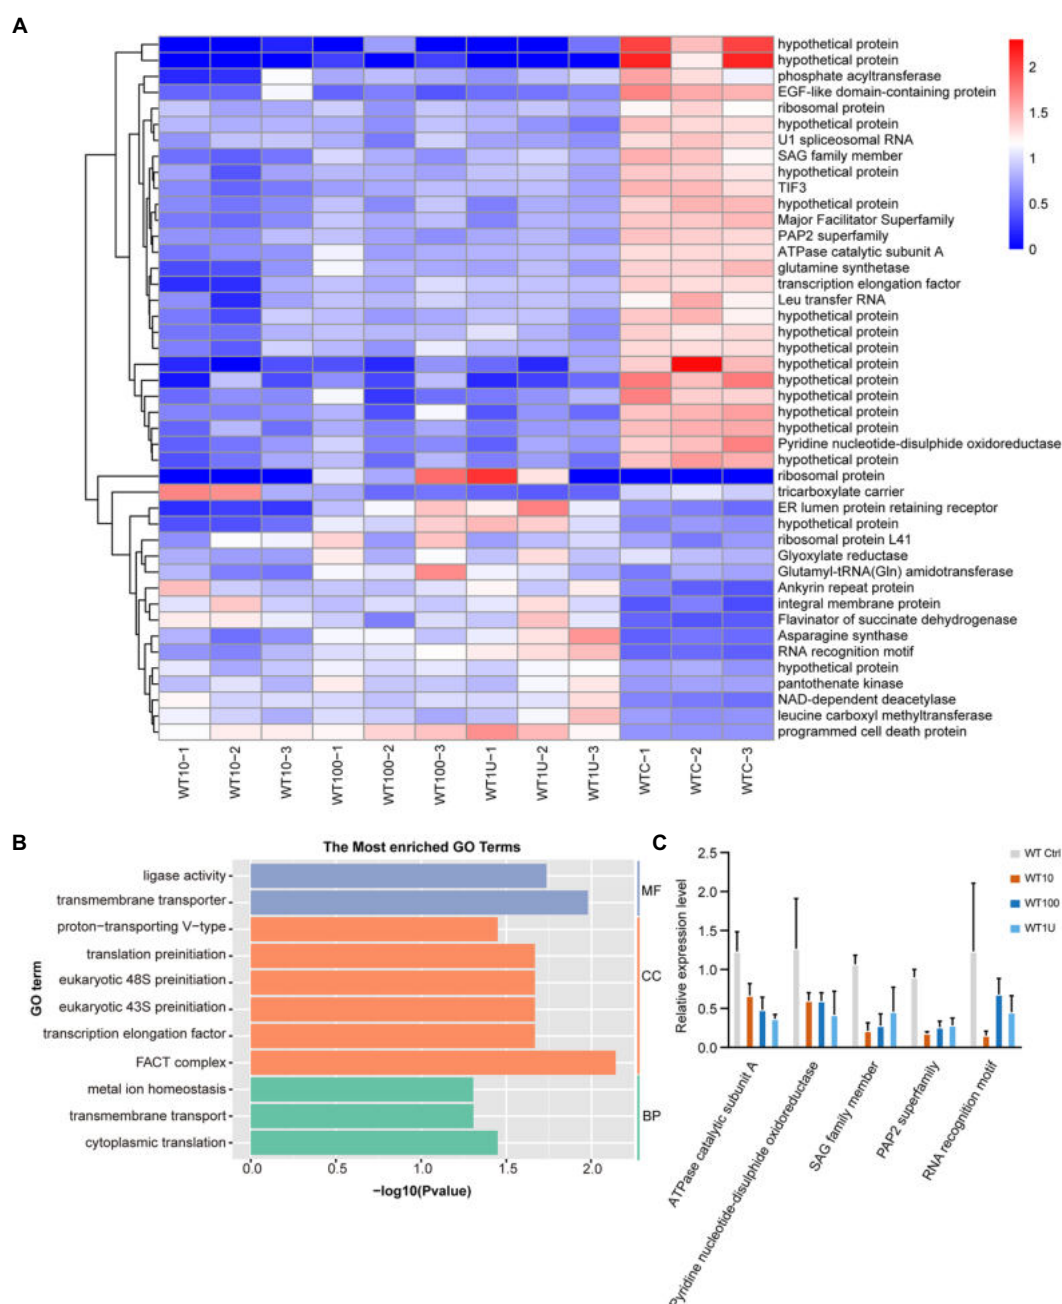 A
hypothetical protein
hypothetical protein
phosphate acyltransferase
EGF-like domain-containing protein
ribosomal protein
hypothetical protein
U1 spliceosomal RNA
SAG family member
hypothetical protein
TIF3
hypothetical protein
Major Facilitator Superfamily
PAP2 superfamily
ATPase catalytic subunit A
glutamine synthetase
transcription elongation factor
Leu transfer RNA
hypothetical protein
hypothetical protein
hypothetical protein
hypothetical protein
hypothetical protein
hypothetical protein
hypothetical protein
hypothetical protein
Pyridine nucleotide-disulphide oxidoreductase
hypothetical protein
ribosomal protein
tricarboxylate carrier
ER lumen protein retaining receptor
hypothetical protein
ribosomal protein L41
Glyoxylate reductase
Glutamyl-tRNA(Gln) amidotransferase
Ankyrin repeat protein
integral membrane protein
Flavinator of succinate dehydrogenase
Asparagine synthase
RNA recognition motif
hypothetical protein
pantothenate kinase
NAD-dependent deacetylase
leucine carboxyl methyltransferase
programmed cell death protein
2
1.5
1
0.5
0
WT10-1
WT10-2
WT10-3
WT100-1
WT100-2
WT100-3
WT1U-1
WT1U-2
WT1U-3
WTC-1
WTC-2
WTC-3
B
The Most enriched GO Terms
GO term
ligase activity
transmembrane transporter
proton-transporting V-type
translation preinitiation
eukaryotic 48S preinitiation
eukaryotic 43S preinitiation
transcription elongation factor
FACT complex
metal ion homeostasis
transmembrane transport
cytoplasmic translation
MF
CC
BP
0.0 0.5 1.0 1.5 2.0
-log10(Pvalue)
C
Relative expression level
2.5
2.0
1.5
1.0
0.5
0.0
WT Ctrl
WT10
WT100
WT1U
ATPase catalytic subunit A
Pyridine nucleotide-disulphide oxidoreductase
SAG family member
PAP2 superfamily
RNA recognition motif